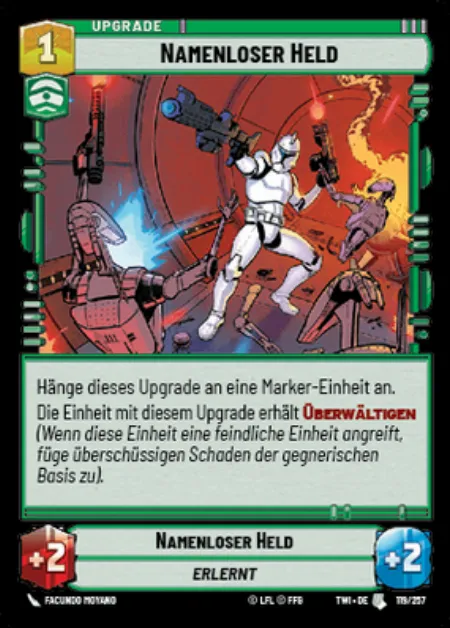 UPGRADE
1
NAMENLOSER HELD
Hänge dieses Upgrade an eine Marker-Einheit an.
Die Einheit mit diesem Upgrade erhält ÜBERWÄLTIGEN
(Wenn diese Einheit eine feindliche Einheit angreift,
füge überschüssigen Schaden der gegnerischen
Basis zu).
NAMENLOSER HELD
+2
+2
ERLERNT
FACUNDO MOYANO
© LFL © FFG
TWI • DE
119/257